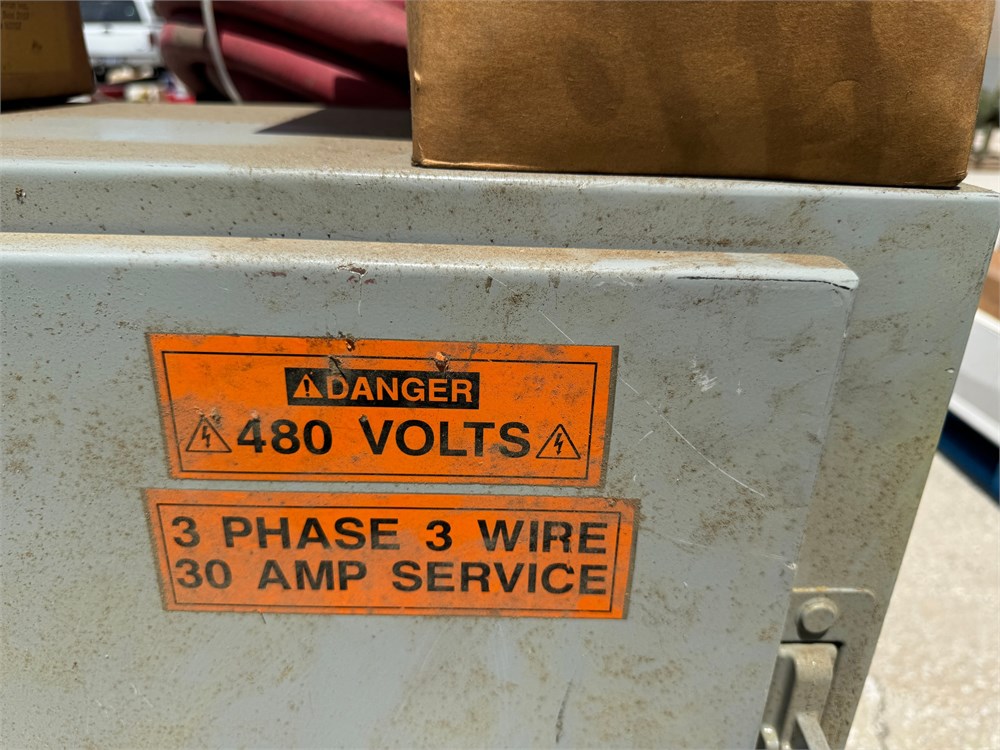 DANGER
480 VOLTS
3 PHASE 3 WIRE
30 AMP SERVICE